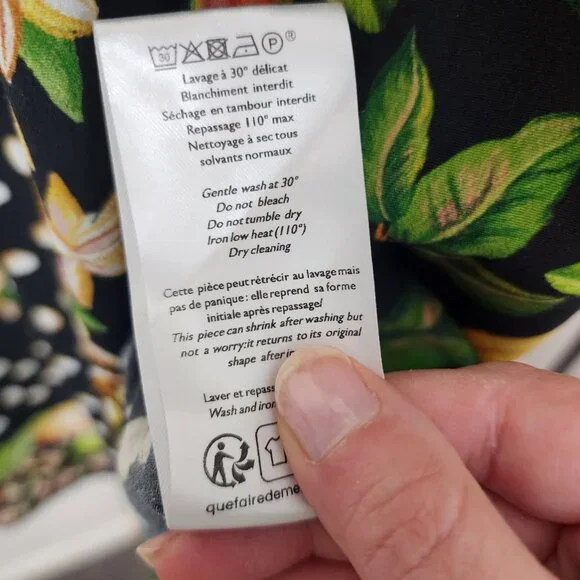 30 P ®
Lavage à 30° délicat
Blanchiment interdit
Séchage en tambour interdit
Repassage 110° max
Nettoyage à sec tous
solvants normaux
Gentle wash at 30°
Do not bleach
Do not tumble dry
Iron low heat (110°)
Dry cleaning
Cette pièce peut rétrécir au lavage mais
pas de panique: elle reprend sa forme
initiale après repassage!
This piece can shrink after washing but
not a worry:it returns to its original
shape after
Laver et
Wash and iron